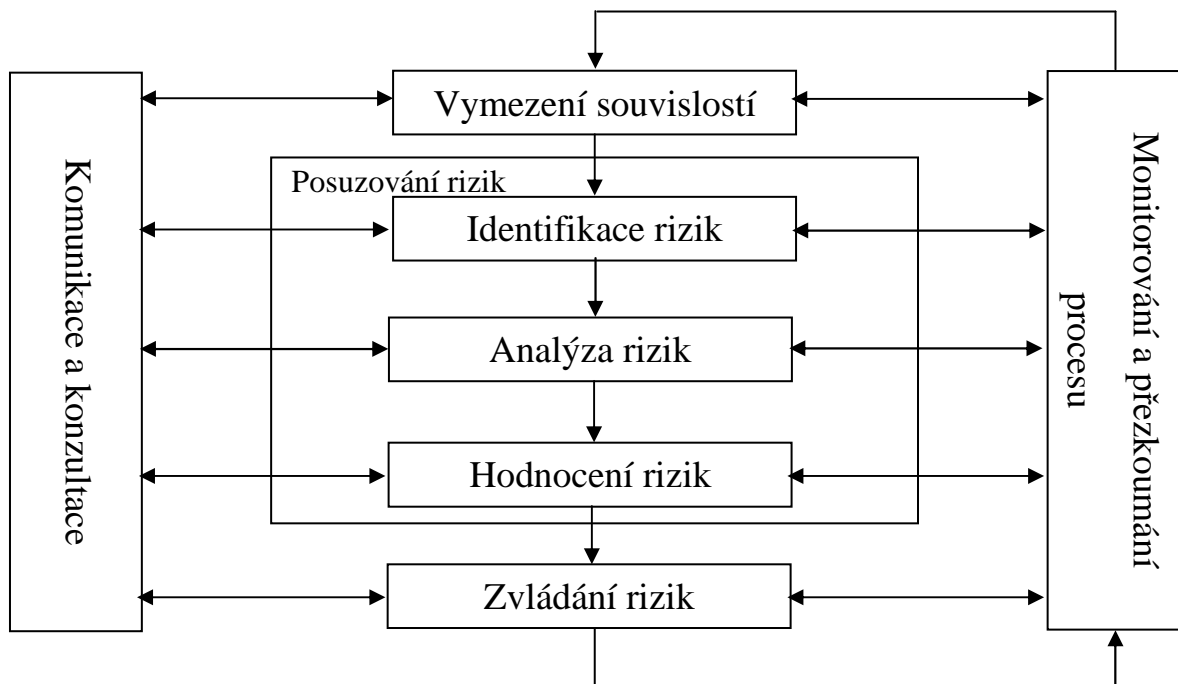 Vymezení souvislostí
Posuzování rizik
Identifikace rizik
Analýza rizik
Hodnocení rizik
Zvládání rizik
Komunikace a konzultace
Monitorování a přezkoumání
procesu